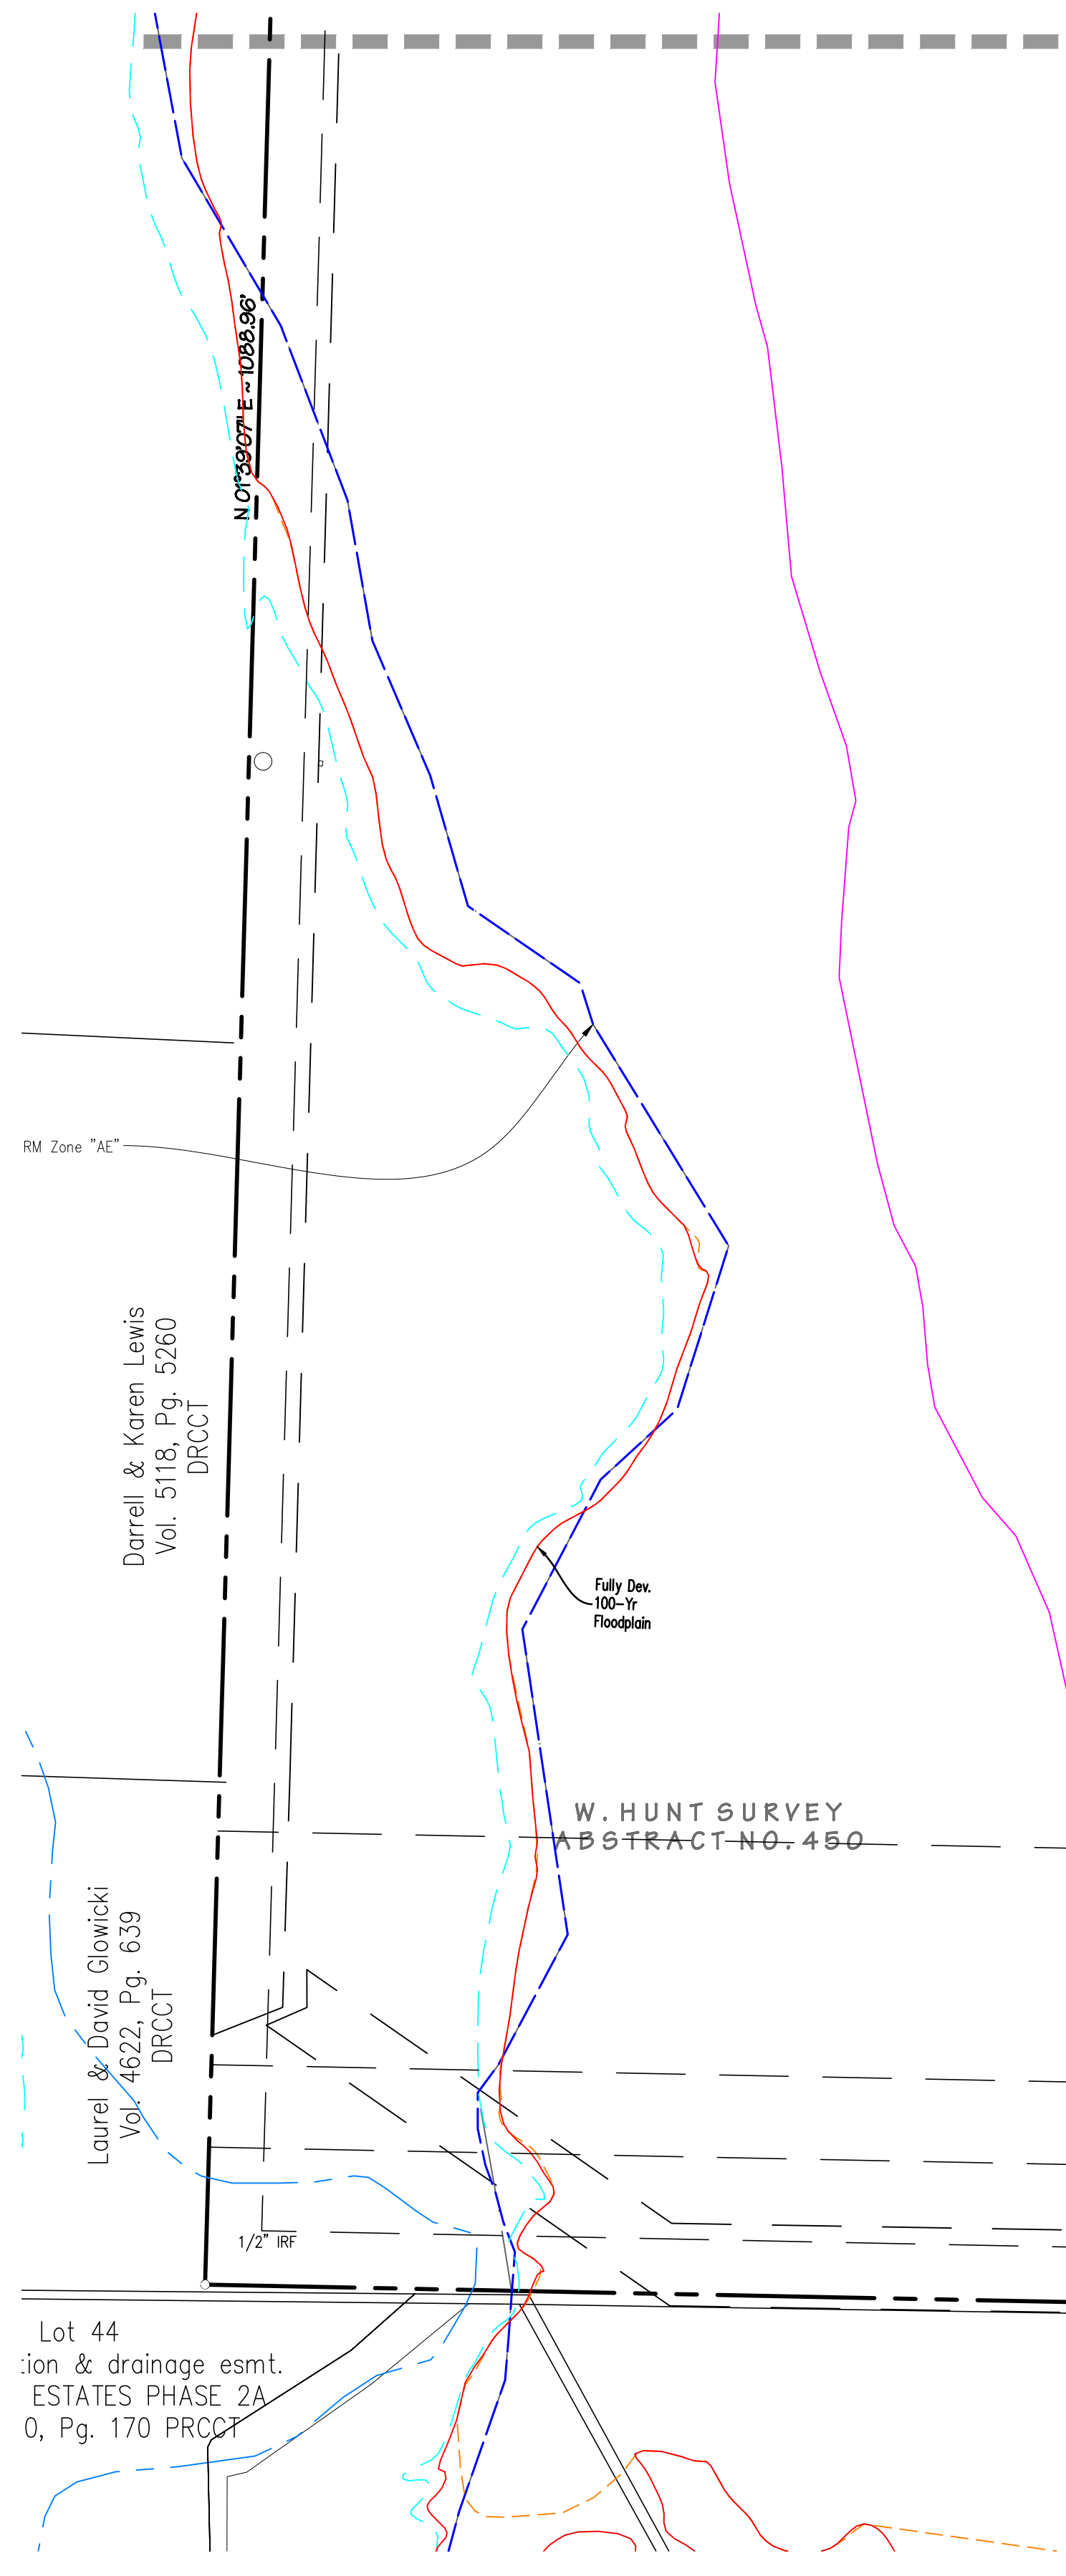 N 01°39'07" E ~ 1088.96'
RM Zone "AE"
Darrell & Karen Lewis
Vol. 5118, Pg. 5260
DRCCT
Fully Dev.
100-Yr
Floodplain
W. HUNT SURVEY
ABSTRACT NO. 450
Laurel & David Glowicki
Vol. 4622, Pg. 639
DRCCT
1/2" IRF
Lot 44
tion & drainage esmt.
ESTATES PHASE 2A
0, Pg. 170 PRCCT